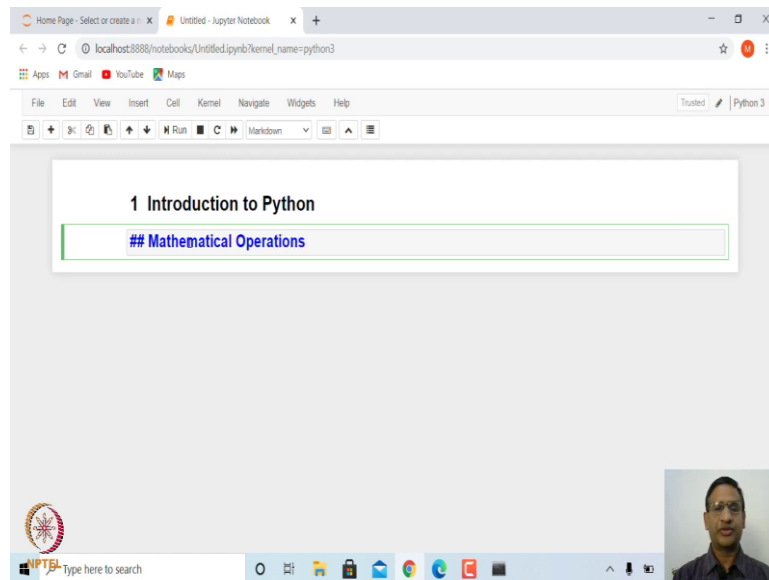 Home Page - Select or create a n
Untitled - Jupyter Notebook
localhost:8888/notebooks/Untitled.ipynb?kernel_name=python3
M
Apps Gmail YouTube Maps
File Edit View Insert Cell Kernel Navigate Widgets Help Trusted Python 3
Run Markdown
1 Introduction to Python
## Mathematical Operations
NPTEL
Type here to search